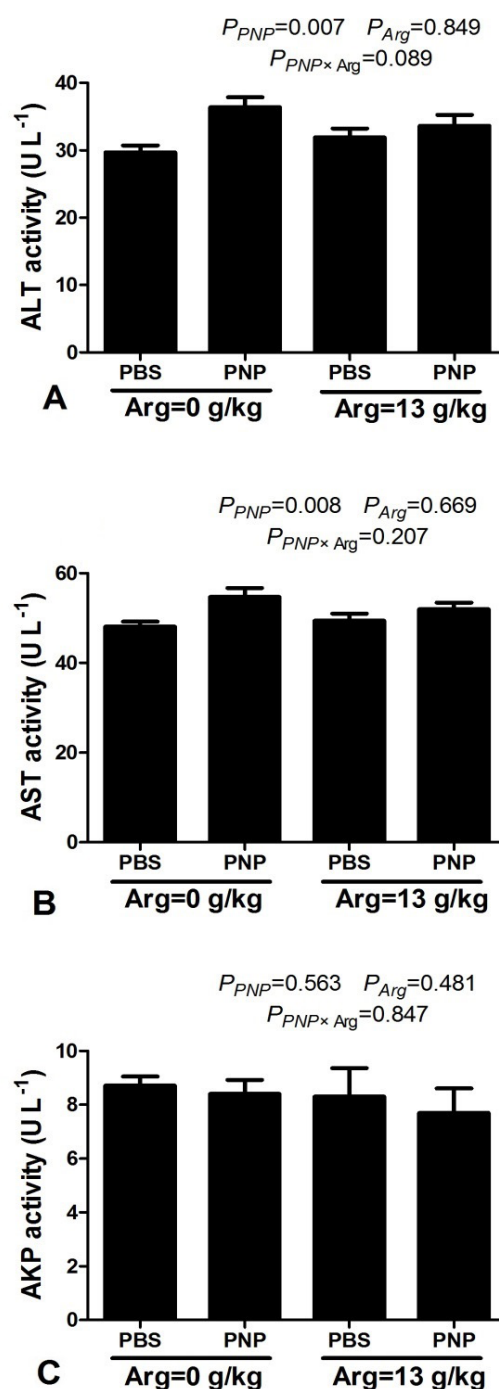 P_PNP=0.007 P_Arg=0.849
P_PNP× Arg=0.089
ALT activity (U L⁻¹)
40
30
20
10
0
PBS PNP PBS PNP
Arg=0 g/kg Arg=13 g/kg
A
P_PNP=0.008 P_Arg=0.669
P_PNP× Arg=0.207
AST activity (U L⁻¹)
60
40
20
0
PBS PNP PBS PNP
Arg=0 g/kg Arg=13 g/kg
B
P_PNP=0.563 P_Arg=0.481
P_PNP× Arg=0.847
AKP activity (U L⁻¹)
10
8
6
4
2
0
PBS PNP PBS PNP
Arg=0 g/kg Arg=13 g/kg
C